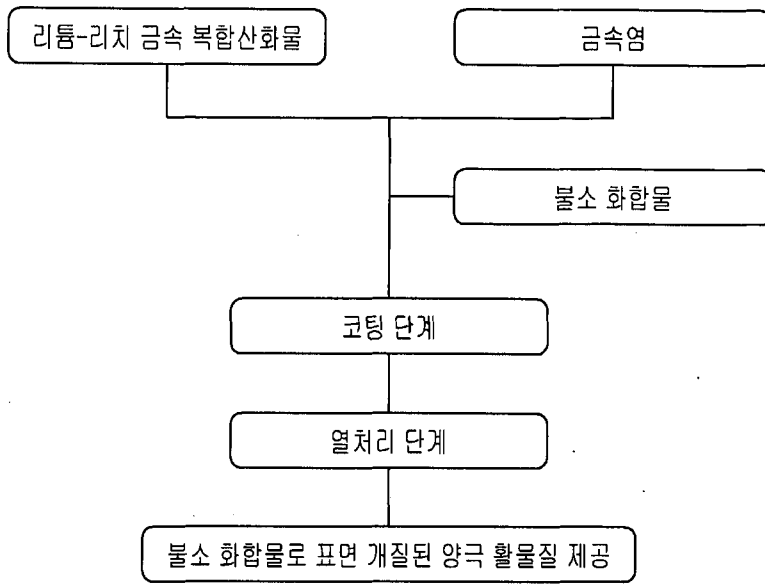 리튬-리치 금속 복합산화물
금속염
불소 화합물
코팅 단계
열처리 단계
불소 화합물로 표면 개질된 양극 활물질 제공